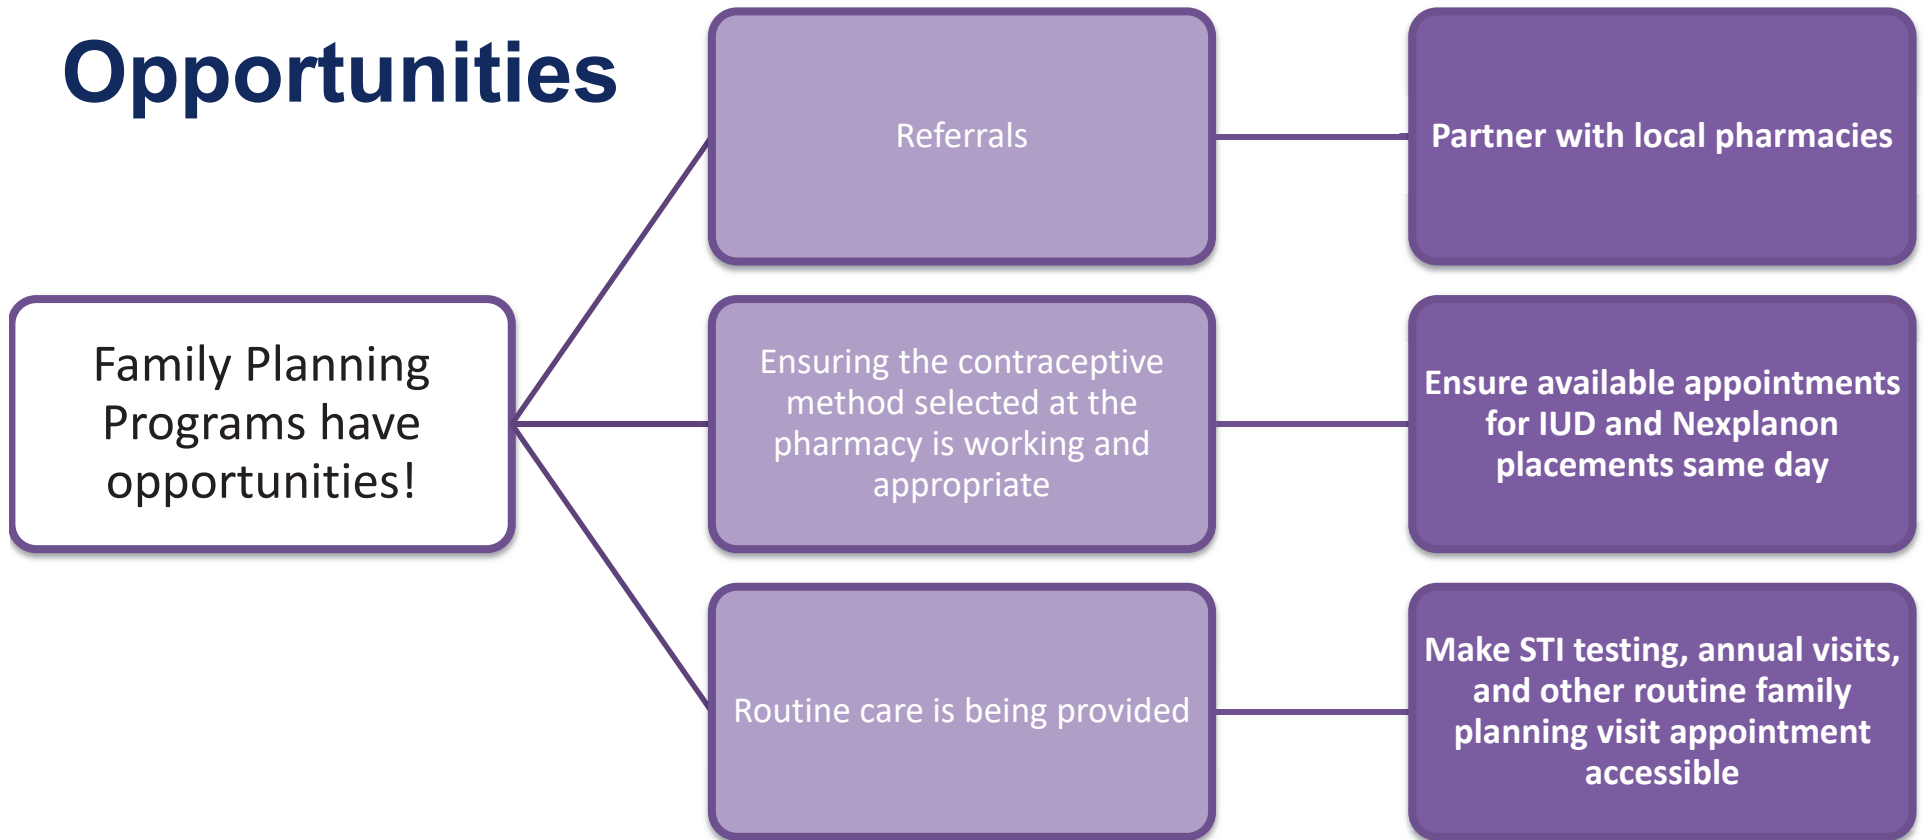 Opportunities
Family Planning
Programs have
opportunities!
Referrals
Partner with local pharmacies
Ensuring the contraceptive
method selected at the
pharmacy is working and
appropriate
Ensure available appointments
for IUD and Nexplanon
placements same day
Routine care is being provided
Make STI testing, annual visits,
and other routine family
planning visit appointment
accessible